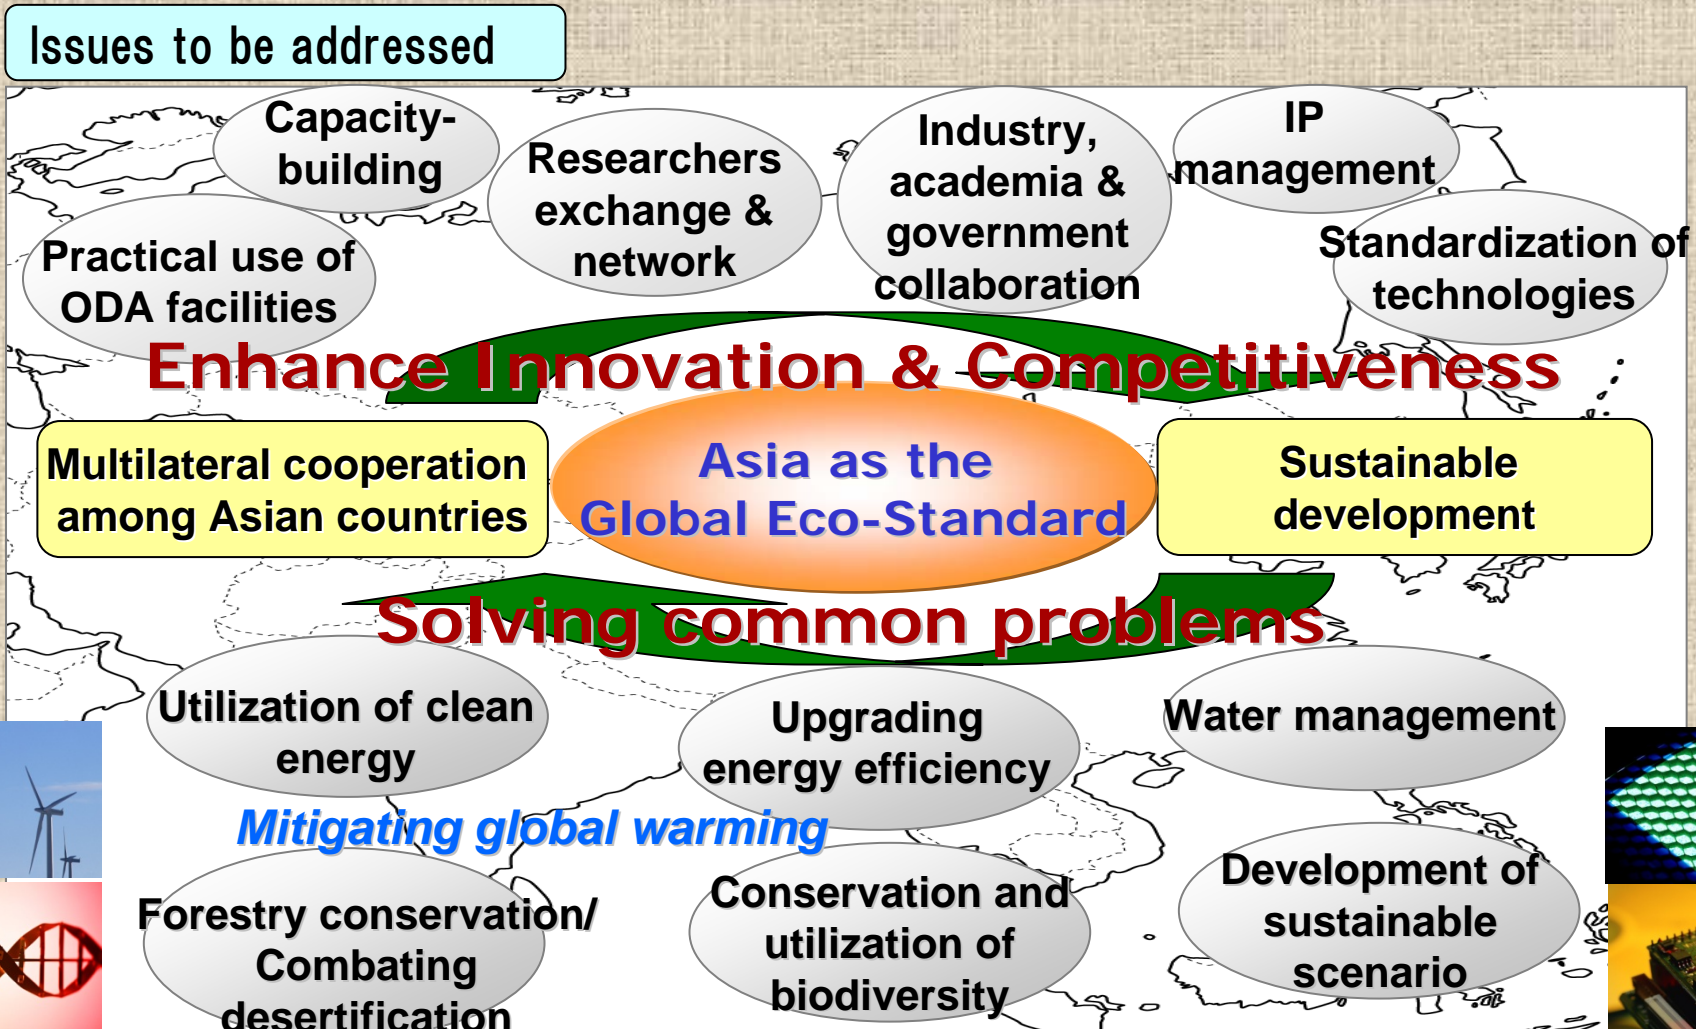 Issues to be addressed
Capacity-
building
Researchers
exchange &
network
Industry,
academia &
government
collaboration
IP
management
Practical use of
ODA facilities
Standardization of
technologies
Enhance Innovation & Competitiveness
Multilateral cooperation
among Asian countries
Asia as the
Global Eco-Standard
Sustainable
development
Solving common problems
Utilization of clean
energy
Upgrading
energy efficiency
Water management
Mitigating global warming
Forestry conservation/
Combating
desertification
Conservation and
utilization of
biodiversity
Development of
sustainable
scenario